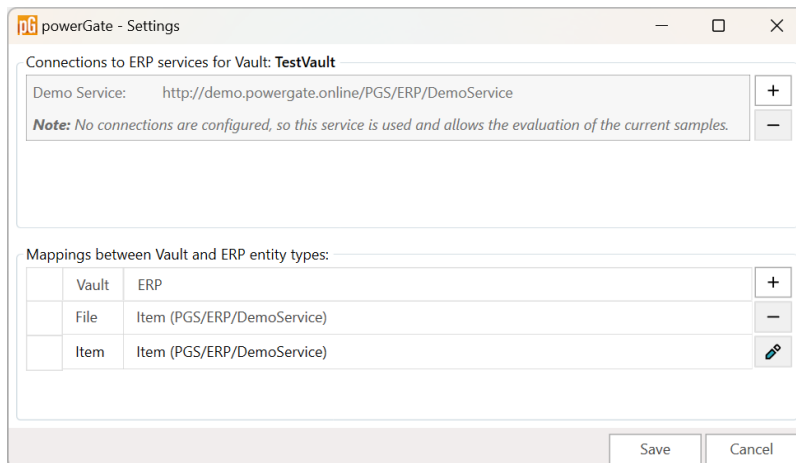 pG powerGate - Settings
Connections to ERP services for Vault: TestVault
Demo Service: http://demo.powergate.online/PGS/ERP/DemoService
Note: No connections are configured, so this service is used and allows the evaluation of the current samples.
Mappings between Vault and ERP entity types:
Vault ERP
File Item (PGS/ERP/DemoService)
Item Item (PGS/ERP/DemoService)
Save Cancel